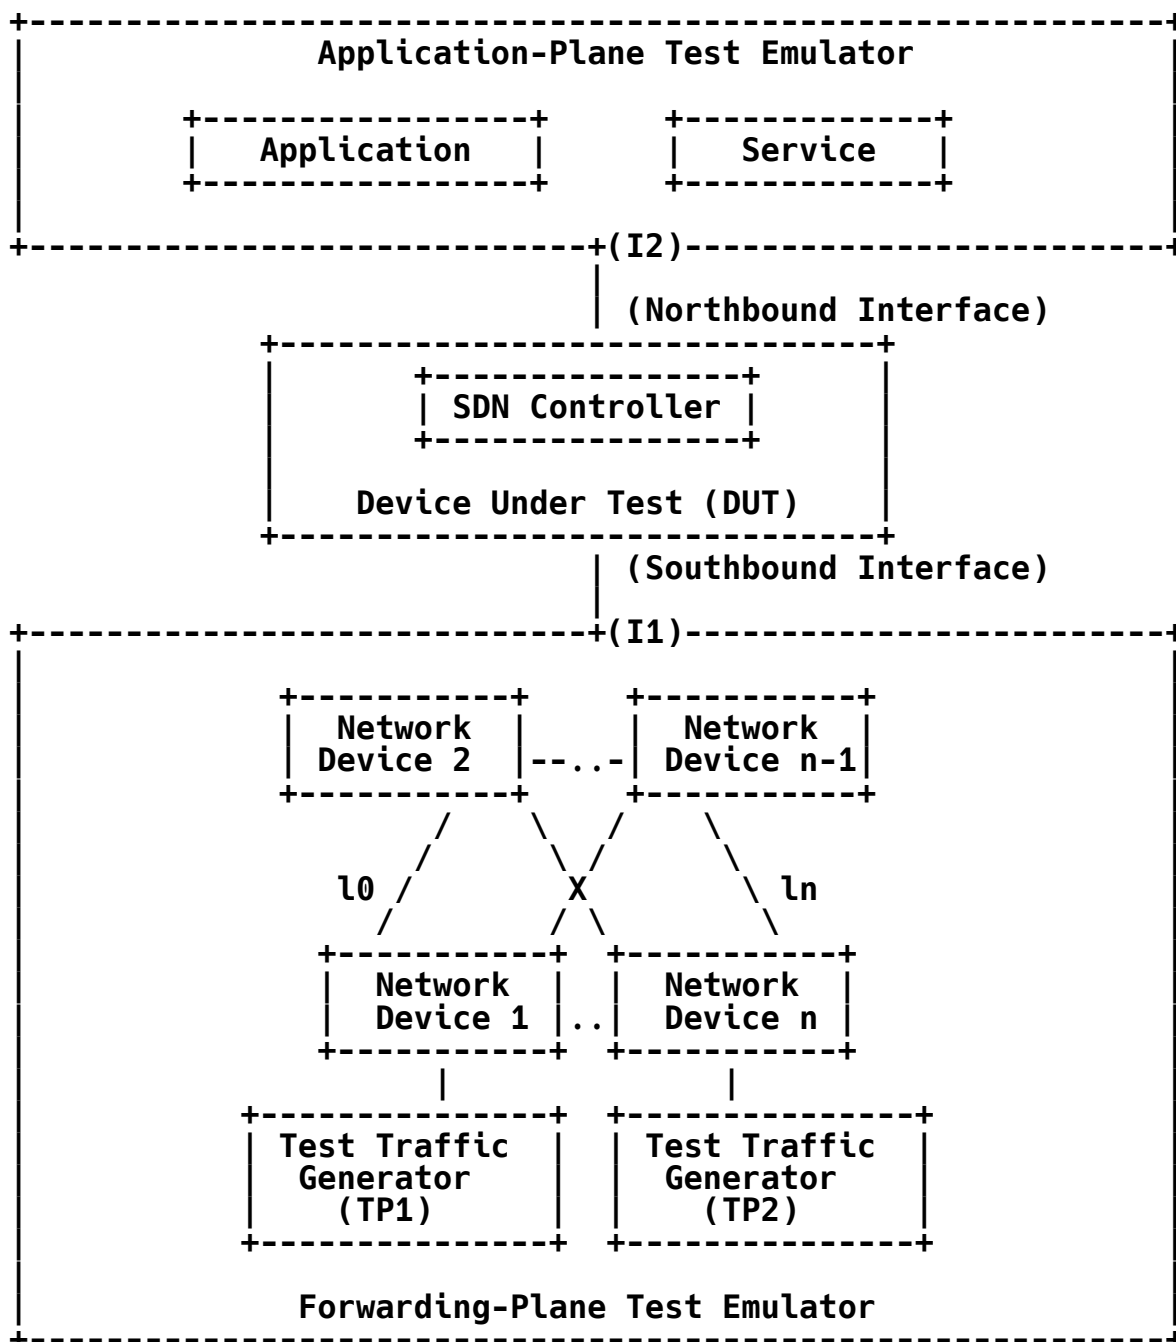 Application-Plane Test Emulator
Application Service
(I2)
(Northbound Interface)
SDN Controller
Device Under Test (DUT)
(Southbound Interface)
(I1)
Network Network
Device 2 --..- Device n-1
l0 X ln
Network Network
Device 1 .. Device n
Test Traffic Test Traffic
Generator Generator
(TP1) (TP2)
Forwarding-Plane Test Emulator